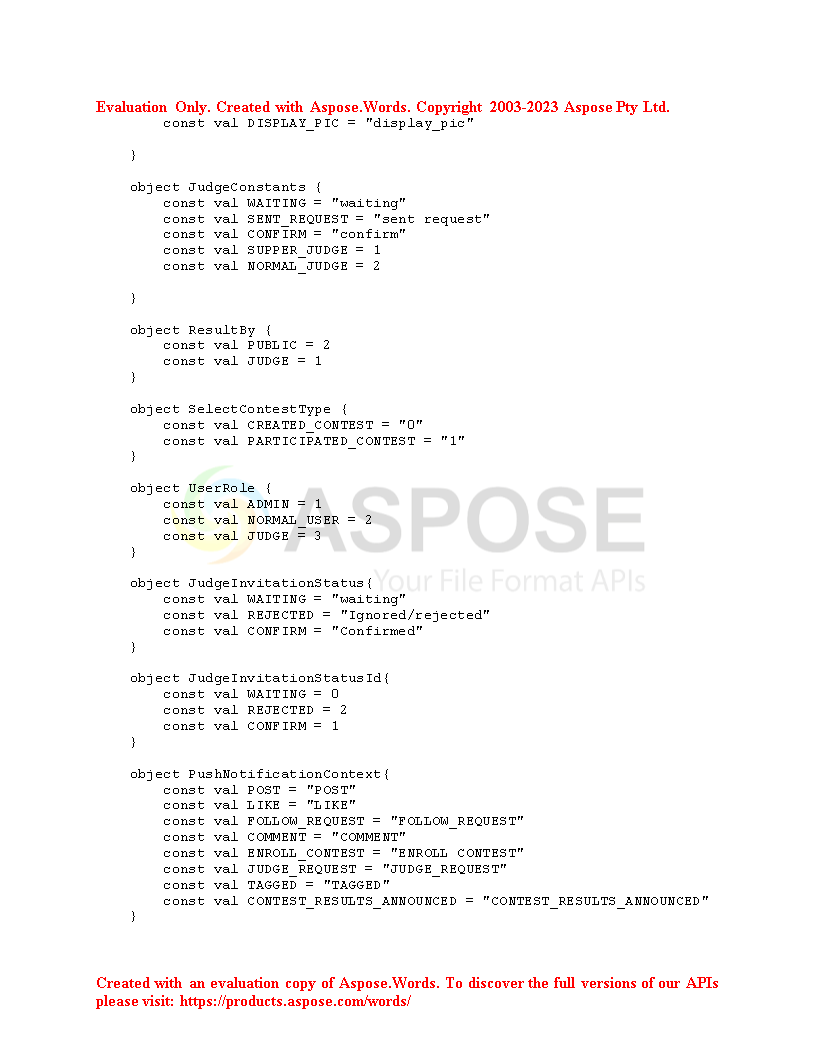 Evaluation Only. Created with Aspose.Words. Copyright 2003-2023 Aspose Pty Ltd.
        const val DISPLAY_PIC = "display_pic"
    }
    object JudgeConstants {
        const val WAITING = "waiting"
        const val SENT_REQUEST = "sent request"
        const val CONFIRM = "confirm"
        const val SUPPER_JUDGE = 1
        const val NORMAL_JUDGE = 2
    }
    object ResultBy {
        const val PUBLIC = 2
        const val JUDGE = 1
    }
    object SelectContestType {
        const val CREATED_CONTEST = "0"
        const val PARTICIPATED_CONTEST = "1"
    }
    object UserRole {
        const val ADMIN = 1
        const val NORMAL_USER = 2
        const val JUDGE = 3
    }
ASPOSE
Your File Format APIs
    object JudgeInvitationStatus{
        const val WAITING = "waiting"
        const val REJECTED = "Ignored/rejected"
        const val CONFIRM = "Confirmed"
    }
    object JudgeInvitationStatusId{
        const val WAITING = 0
        const val REJECTED = 2
        const val CONFIRM = 1
    }
    object PushNotificationContext{
        const val POST = "POST"
        const val LIKE = "LIKE"
        const val FOLLOW_REQUEST = "FOLLOW_REQUEST"
        const val COMMENT = "COMMENT"
        const val ENROLL_CONTEST = "ENROLL CONTEST"
        const val JUDGE_REQUEST = "JUDGE_REQUEST"
        const val TAGGED = "TAGGED"
        const val CONTEST_RESULTS_ANNOUNCED = "CONTEST_RESULTS_ANNOUNCED"
    }
Created with an evaluation copy of Aspose.Words. To discover the full versions of our APIs
please visit: https://products.aspose.com/words/